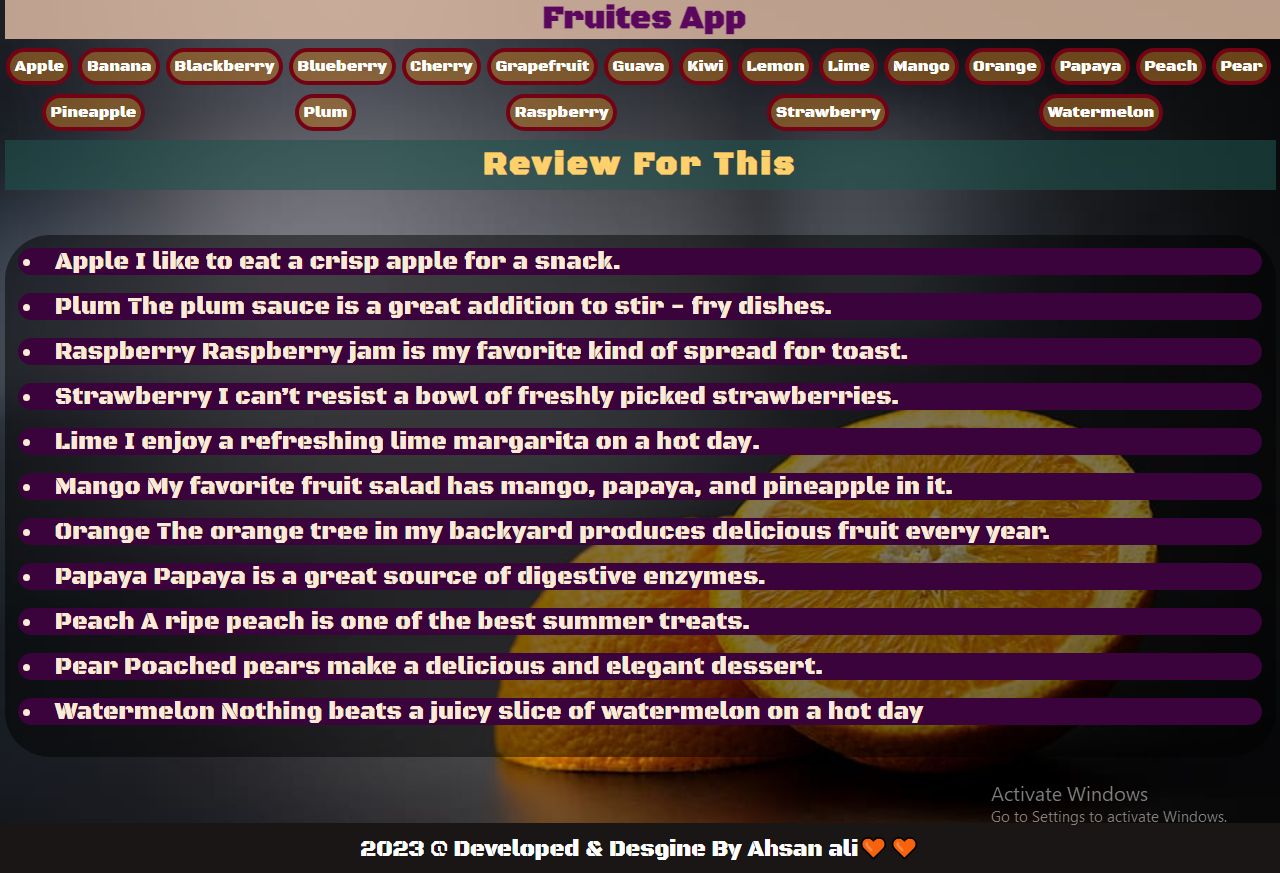 Fruites App
Apple Banana Blackberry Blueberry Cherry Grapefruit Guava Kiwi Lemon Lime Mango Orange Papaya Peach Pear
Pineapple Plum Raspberry Strawberry Watermelon
Review For This
• Apple I like to eat a crisp apple for a snack.
• Plum The plum sauce is a great addition to stir - fry dishes.
• Raspberry Raspberry jam is my favorite kind of spread for toast.
• Strawberry I can't resist a bowl of freshly picked strawberries.
• Lime I enjoy a refreshing lime margarita on a hot day.
• Mango My favorite fruit salad has mango, papaya, and pineapple in it.
• Orange The orange tree in my backyard produces delicious fruit every year.
• Papaya Papaya is a great source of digestive enzymes.
• Peach A ripe peach is one of the best summer treats.
• Pear Poached pears make a delicious and elegant dessert.
• Watermelon Nothing beats a juicy slice of watermelon on a hot day
Activate Windows
Go to Settings to activate Windows.
2023 @ Developed & Desgine By Ahsan ali🧡 🧡